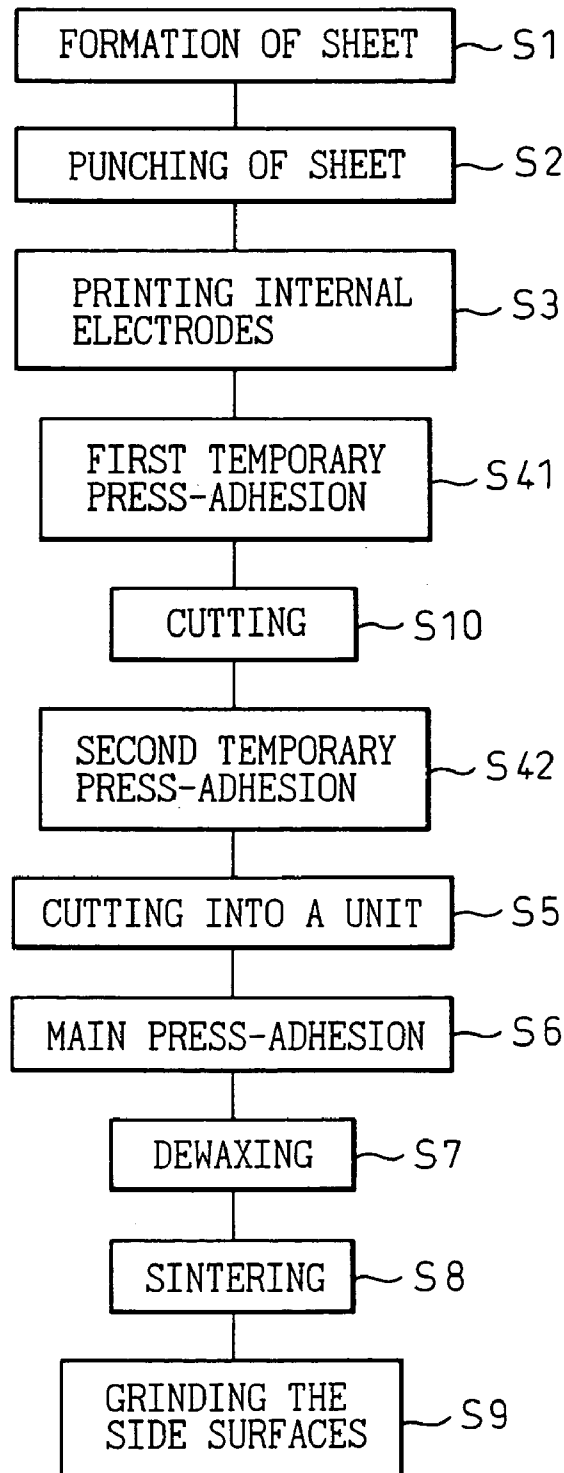 FORMATION OF SHEET S1
PUNCHING OF SHEET S2
PRINTING INTERNAL
ELECTRODES S3
FIRST TEMPORARY
PRESS-ADHESION S41
CUTTING S10
SECOND TEMPORARY
PRESS-ADHESION S42
CUTTING INTO A UNIT S5
MAIN PRESS-ADHESION S6
DEWAXING S7
SINTERING S8
GRINDING THE
SIDE SURFACES S9